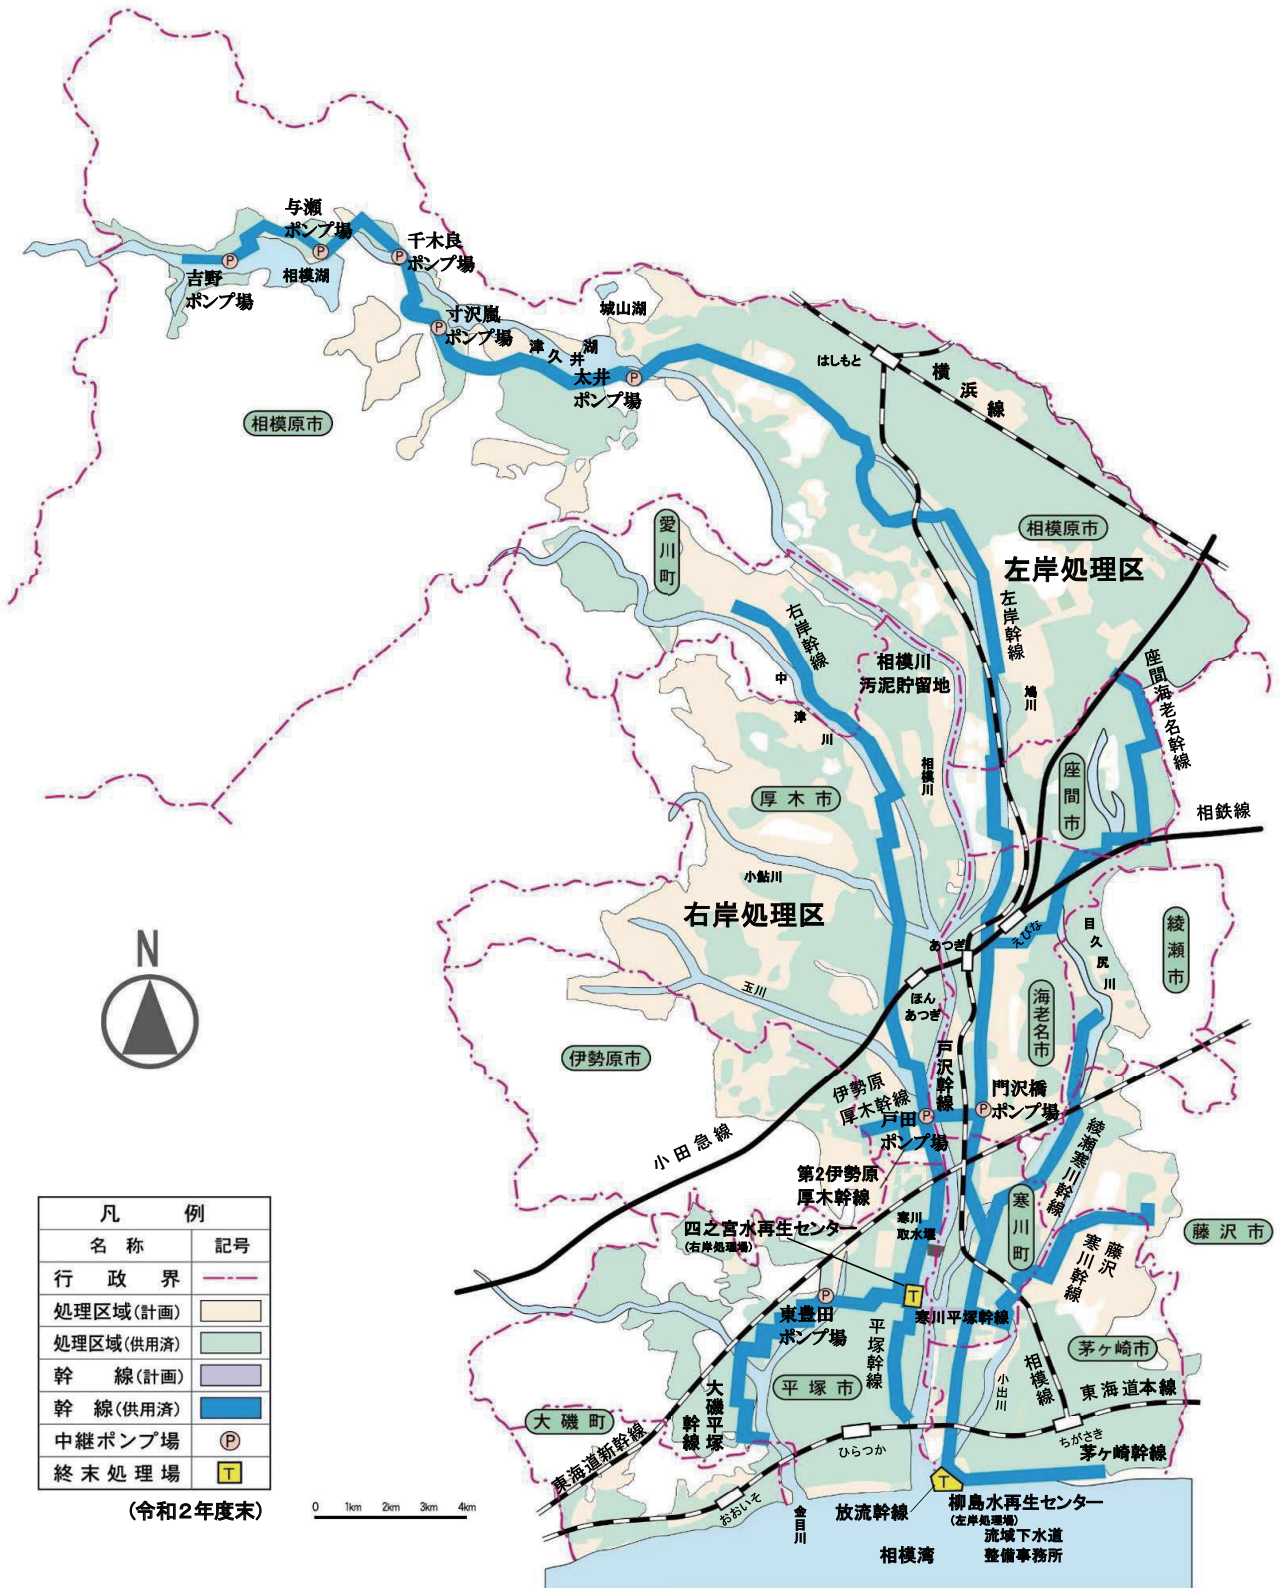 与瀬
ポンプ場
千木良
ポンプ場
P
P
P
吉野
ポンプ場
相模湖
寸沢嵐
ポンプ場
P
城山湖
津久井湖
太井
ポンプ場
P
はしもと
横浜線
相模原市
愛川町
相模原市
左岸処理区
右岸幹線
左岸幹線
相模川
汚泥貯留地
座間海老名幹線
中津川
鳩川
相模川
座間市
厚木市
相鉄線
小鮎川
右岸処理区
あつぎ
えびな
目久尻川
綾瀬市
N
玉川
ほん
あつぎ
海老名市
伊勢原市
戸沢幹線
伊勢原
厚木幹線
戸田
ポンプ場
P
門沢橋
ポンプ場
P
小田急線
綾瀬寒川幹線
第2伊勢原
厚木幹線
寒川
取水堰
寒川町
四之宮水再生センター
(右岸処理場)
藤沢市
藤沢
寒川幹線
P
T
東豊田
ポンプ場
寒川平塚幹線
平塚幹線
茅ヶ崎市
相模線
小出川
東海道本線
平塚市
大磯平塚
幹線
大磯町
東海道新幹線
ひらつか
ちがさき
茅ヶ崎幹線
おおいそ
金目川
放流幹線
T
柳島水再生センター
(左岸処理場)
流域下水道
整備事務所
相模湾
凡例
名称 記号
行政界
処理区域(計画)
処理区域(供用済)
幹線(計画)
幹線(供用済)
中継ポンプ場 P
終末処理場 T
(令和2年度末)
0 1km 2km 3km 4km